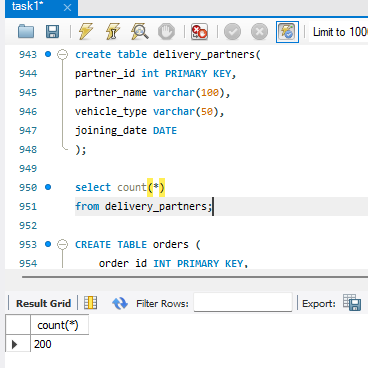 task1*
Limit to 100
943 create table delivery_partners(
944 partner_id int PRIMARY KEY,
945 partner_name varchar(100),
946 vehicle_type varchar(50),
947 joining_date DATE
948 );
949
950 select count(*)
951 from delivery_partners;
952
953 CREATE TABLE orders (
954 order_id INT PRIMARY KEY,
Result Grid Filter Rows: Export:
count(*)
200